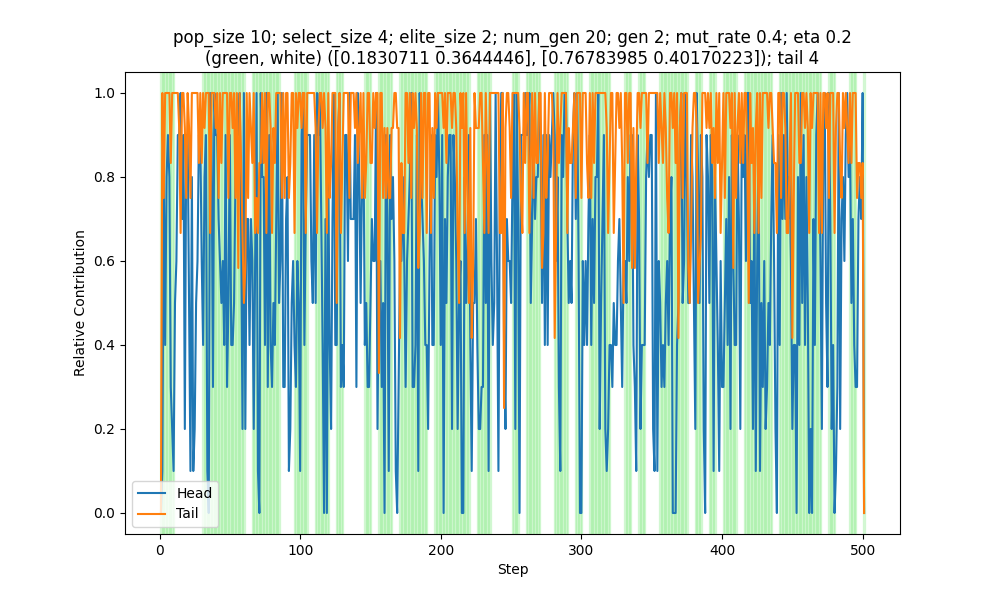 pop_size 10; select_size 4; elite_size 2; num_gen 20; gen 2; mut_rate 0.4; eta 0.2
(green, white) ([0.1830711 0.3644446], [0.76783985 0.40170223]); tail 4
Relative Contribution
1.0
0.8
0.6
0.4
0.2
0.0
Head
Tail
0
100
200
300
400
500
Step